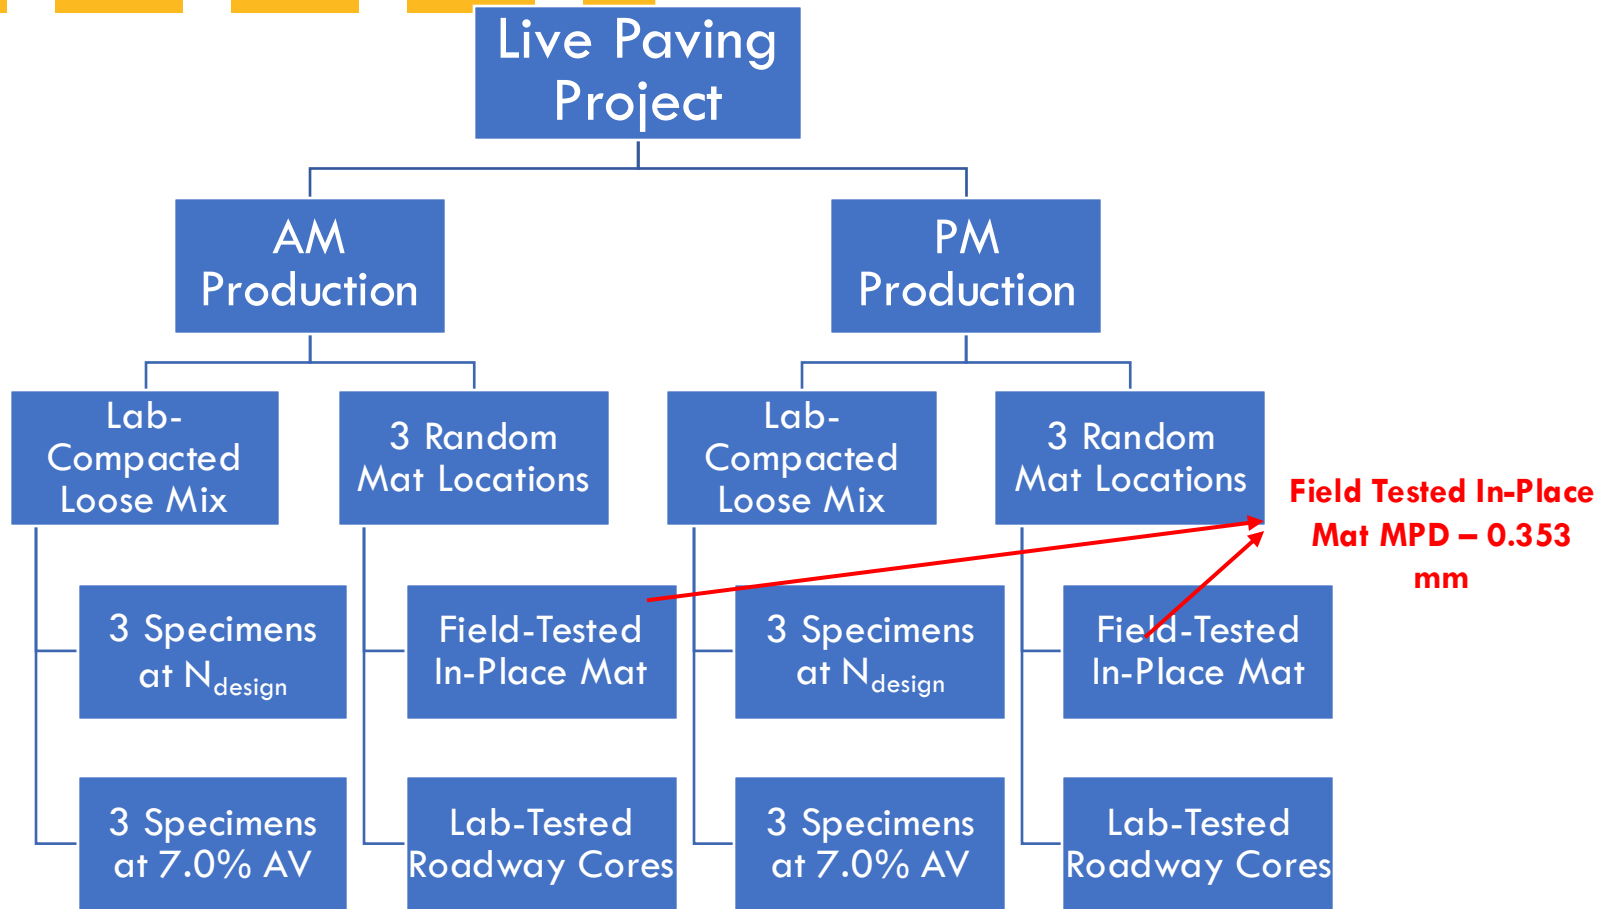 Live Paving
Project
AM
Production
PM
Production
Lab-
Compacted
Loose Mix
3 Random
Mat Locations
Lab-
Compacted
Loose Mix
3 Random
Mat Locations
Field Tested In-Place
Mat MPD – 0.353
mm
3 Specimens
at Ndesign
Field-Tested
In-Place Mat
3 Specimens
at Ndesign
Field-Tested
In-Place Mat
3 Specimens
at 7.0% AV
Lab-Tested
Roadway Cores
3 Specimens
at 7.0% AV
Lab-Tested
Roadway Cores